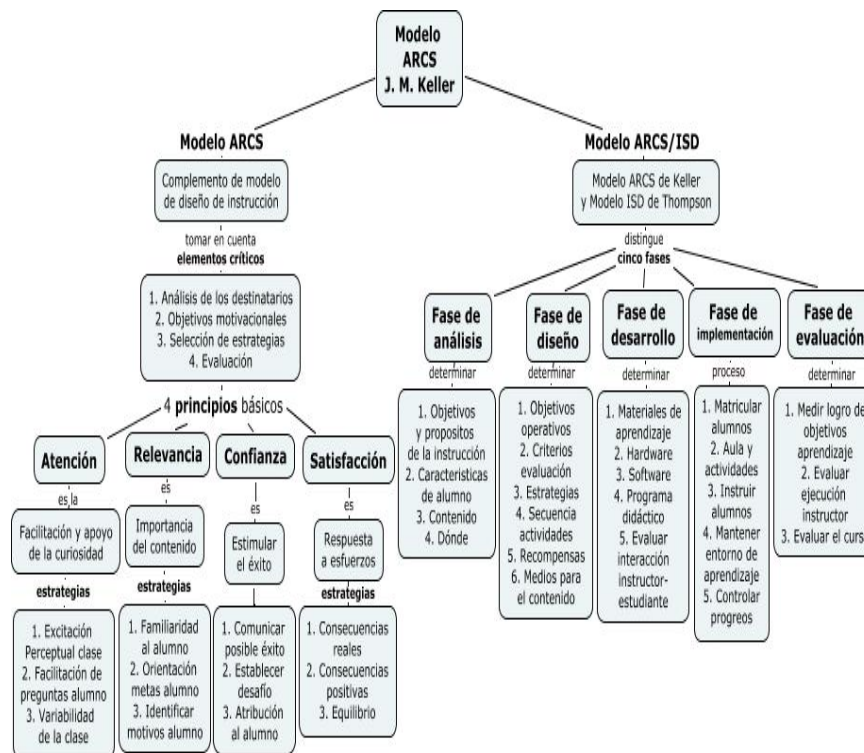 Modelo
ARCS
J. M. Keller
Modelo ARCS
Complemento de modelo
de diseño de instrucción
tomar en cuenta
elementos críticos
1. Análisis de los destinatarios
2. Objetivos motivacionales
3. Selección de estrategias
4. Evaluación
4 principios básicos
Atención
es la
Facilitación y apoyo
de la curiosidad
estrategias
1. Excitación
Perceptual clase
2. Facilitación de
preguntas alumno
3. Variabilidad
de la clase
Relevancia
es
Importancia
del contenido
estrategias
1. Familiaridad
al alumno
2. Orientación
metas alumno
3. Identificar
motivos alumno
Confianza
es
Estimular
el éxito
1. Comunicar
posible éxito
2. Establecer
desafío
3. Atribución
al alumno
Satisfacción
es
Respuesta
a esfuerzos
estrategias
1. Consecuencias
reales
2. Consecuencias
positivas
3. Equilibrio
Modelo ARCS/ISD
Modelo ARCS de Keller
y Modelo ISD de Thompson
distingue
cinco fases
Fase de
análisis
determinar
1. Objetivos
y propositos
de la instrucción
2. Caracteristicas
de alumno
3. Contenido
4. Dónde
Fase de
diseño
determinar
1. Objetivos
operativos
2. Criterios
evaluación
3. Estrategias
4. Secuencia
actividades
5. Recompensas
6. Medios para
el contenido
Fase de
desarrollo
determinar
1. Materiales de
aprendizaje
2. Hardware
3. Software
4. Programa
didáctico
5. Evaluar
interacción
instructor-
estudiante
Fase de
implementación
proceso
1. Matricular
alumnos
2. Aula y
actividades
3. Instruir
alumnos
4. Mantener
entorno de
aprendizaje
5. Controlar
progreos
Fase de
evaluación
determinar
1. Medir logro de
objetivos
aprendizaje
2. Evaluar
ejecución
instructor
3. Evaluar el curs